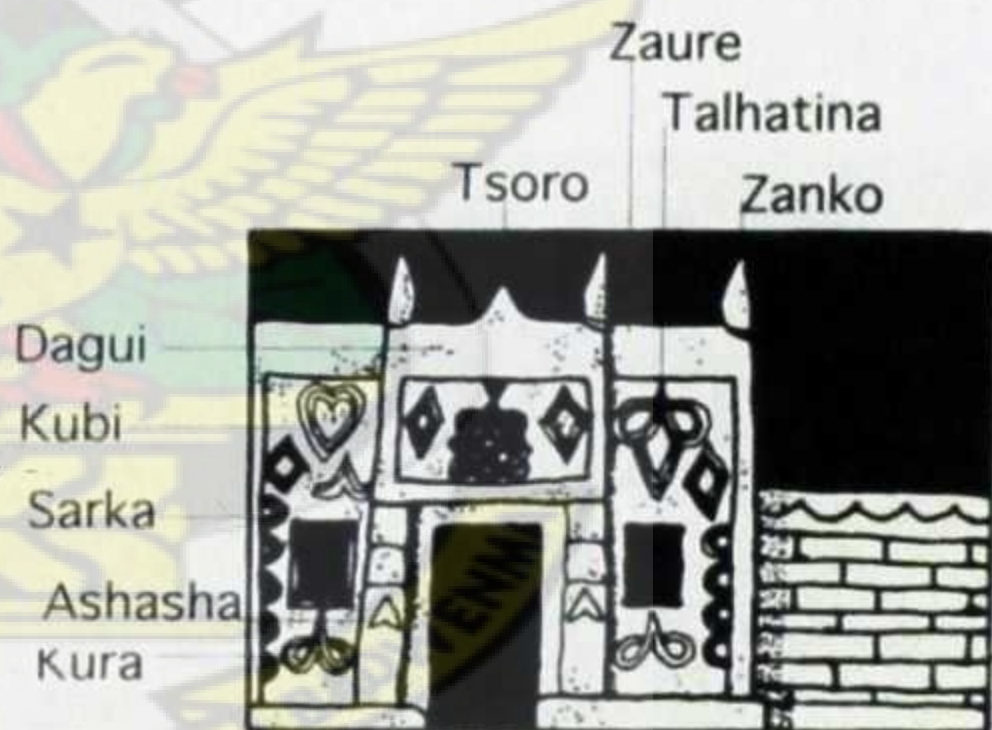 Zaure
Talhatina
Tsoro
Zanko
Dagui
Kubi
Sarka
Ashasha
Kura